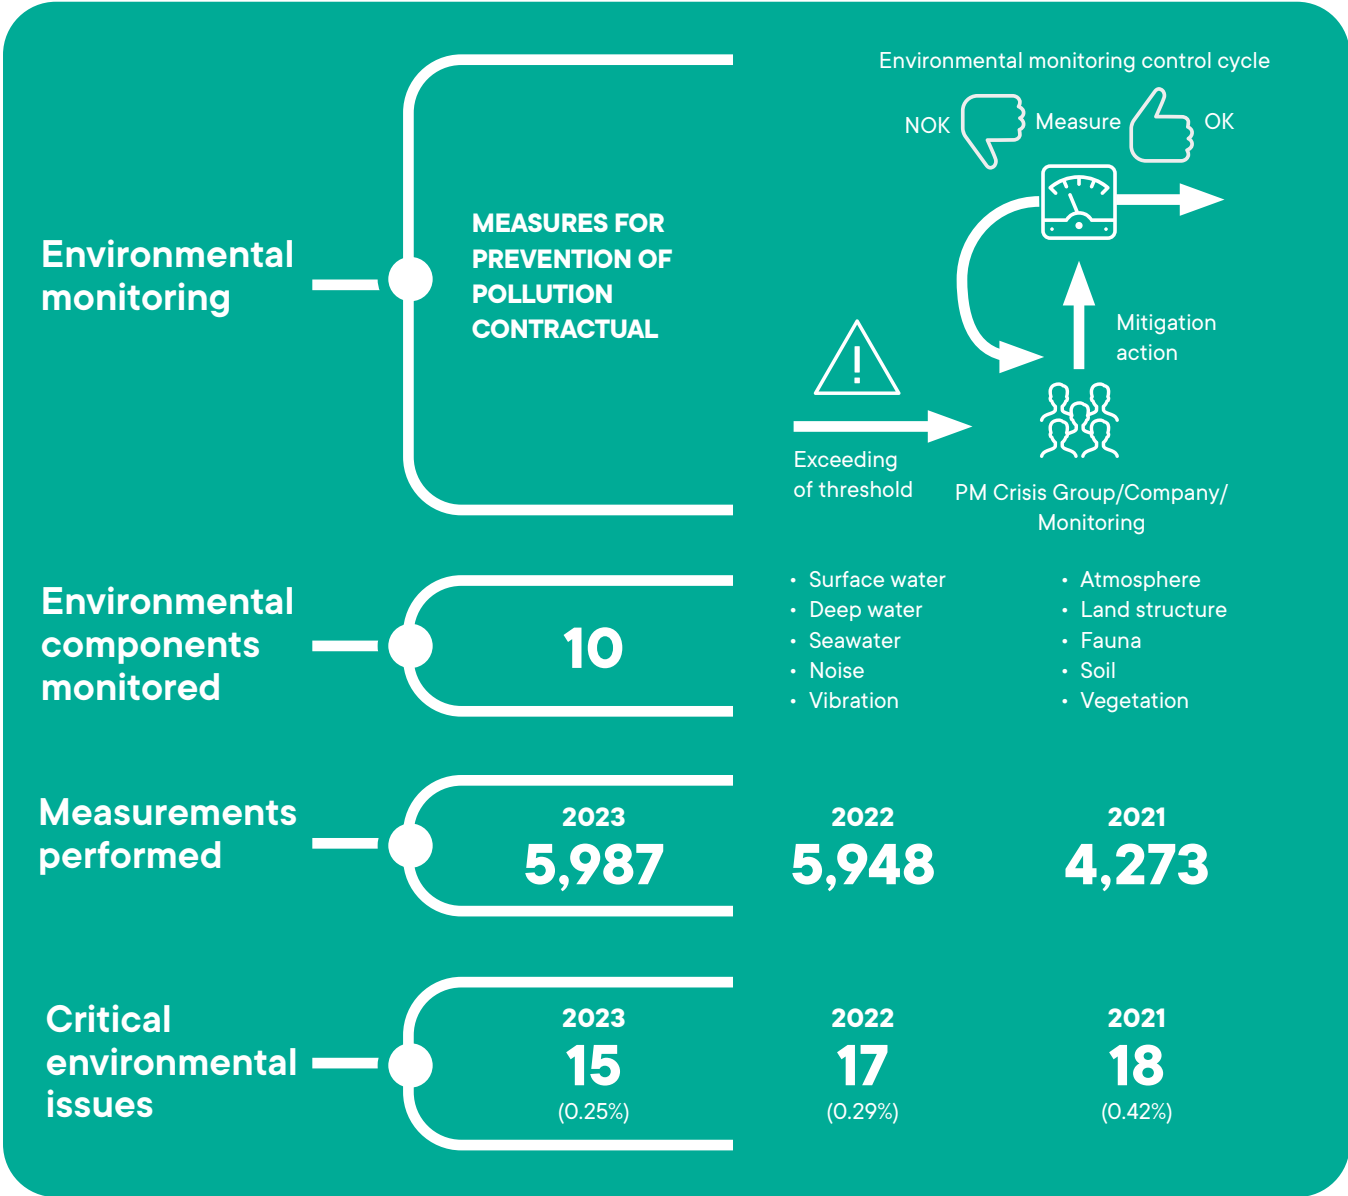 Environmental
monitoring
MEASURES FOR
PREVENTION OF
POLLUTION
CONTRACTUAL
Environmental monitoring control cycle
NOK
Measure
OK
Mitigation
action
Exceeding
of threshold
PM Crisis Group/Company/
Monitoring
Environmental
components
monitored
10
• Surface water
• Deep water
• Seawater
• Noise
• Vibration
• Atmosphere
• Land structure
• Fauna
• Soil
• Vegetation
Measurements
performed
2023
5,987
2022
5,948
2021
4,273
Critical
environmental
issues
2023
15
(0.25%)
2022
17
(0.29%)
2021
18
(0.42%)